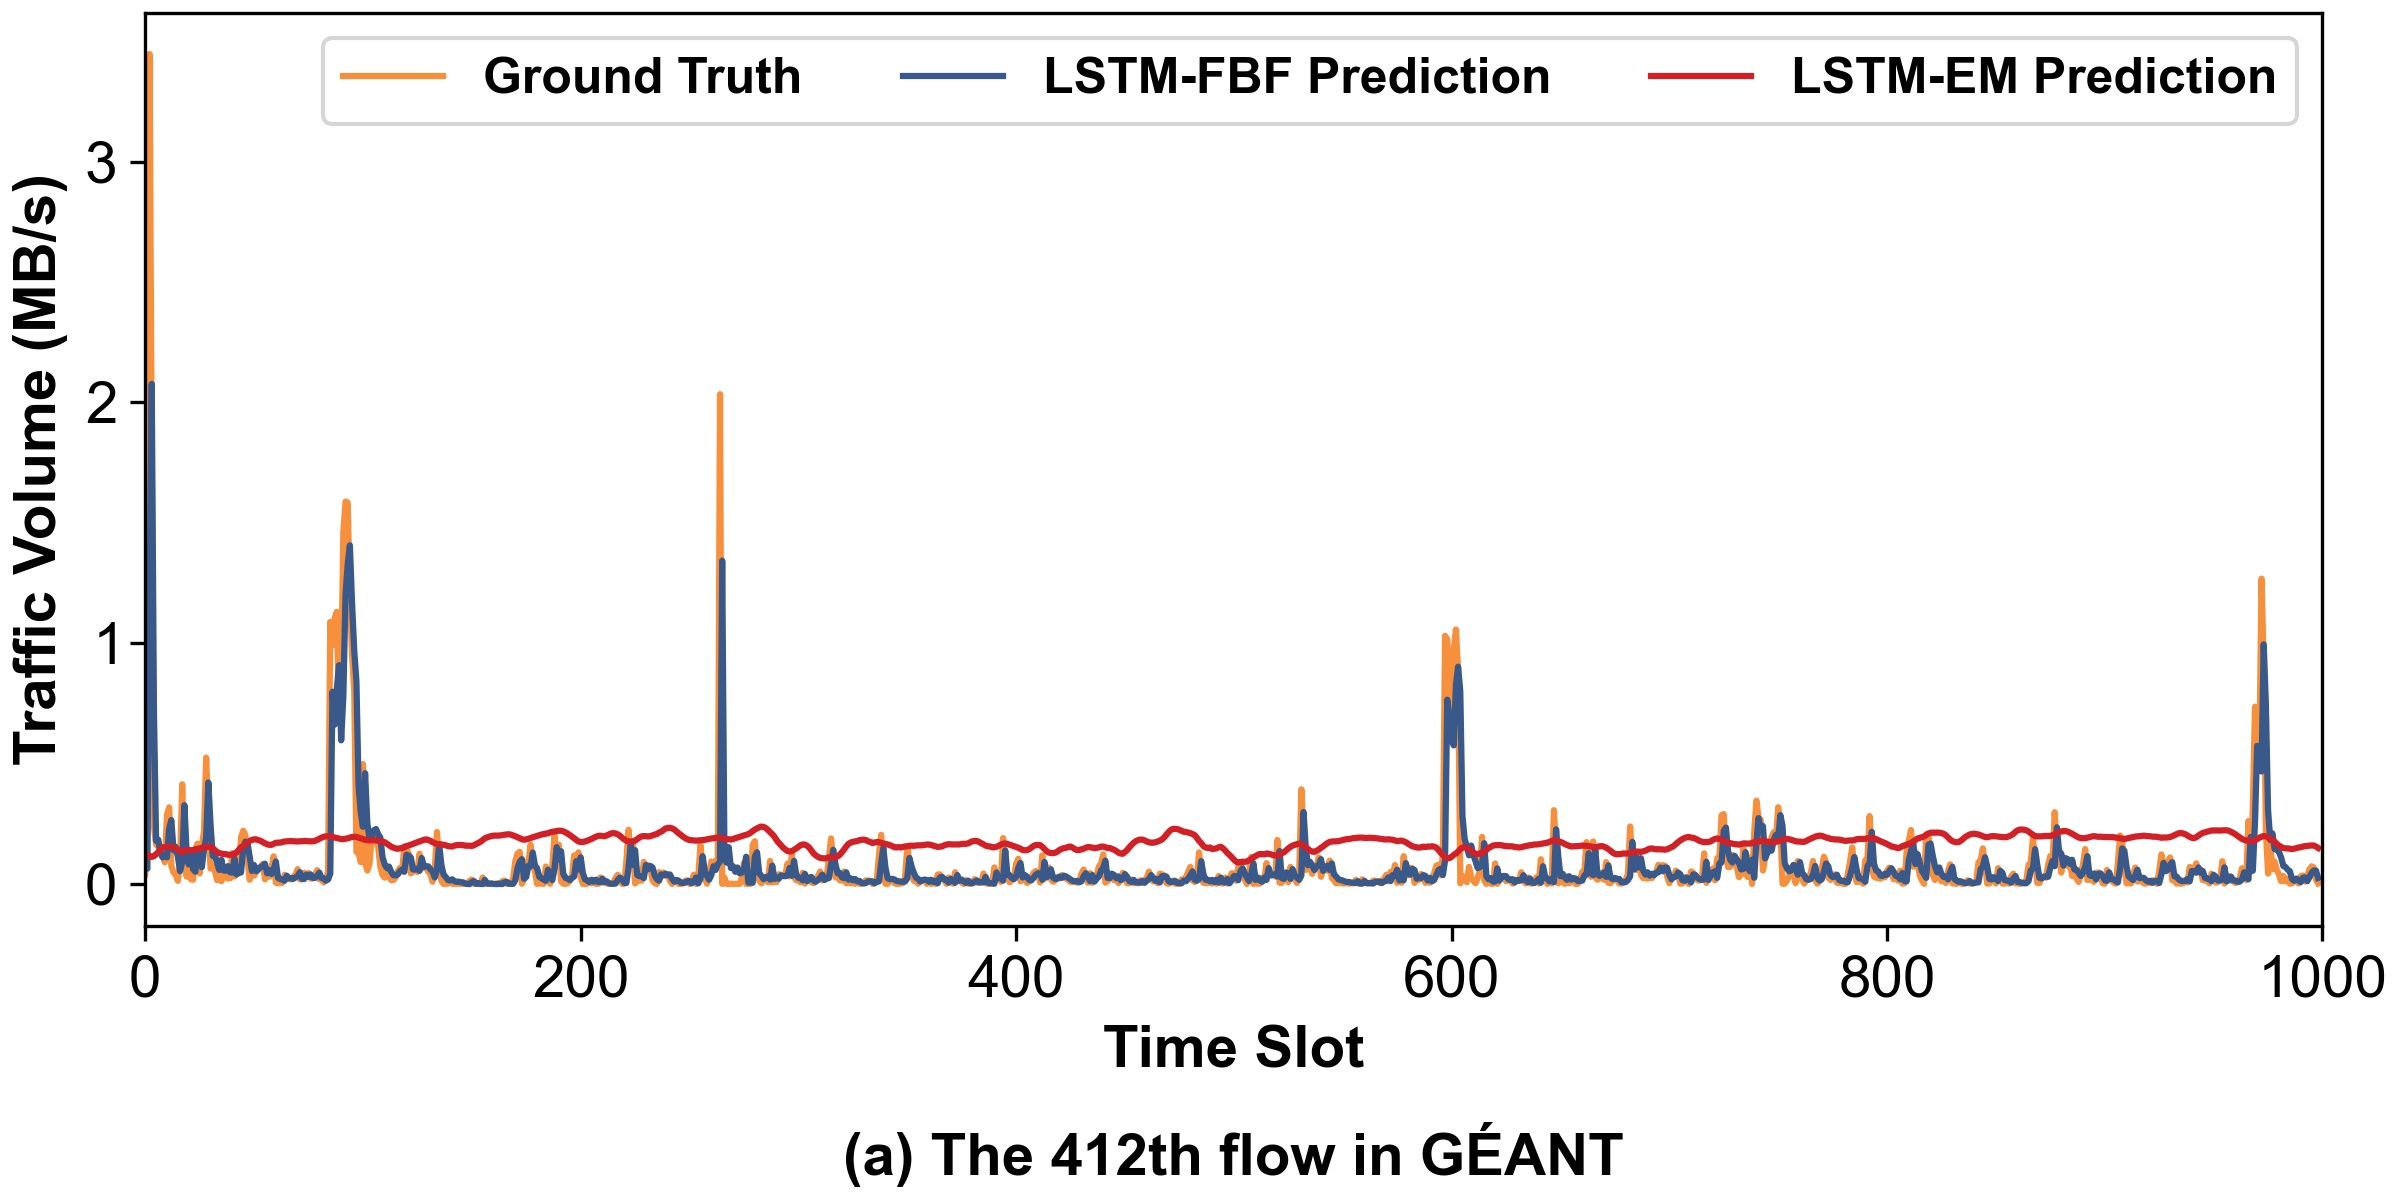 Ground Truth LSTM-FBF Prediction LSTM-EM Prediction
Traffic Volume (MB/s)
3
2
1
0
0 200 400 600 800 1000
Time Slot
(a) The 412th flow in GÉANT